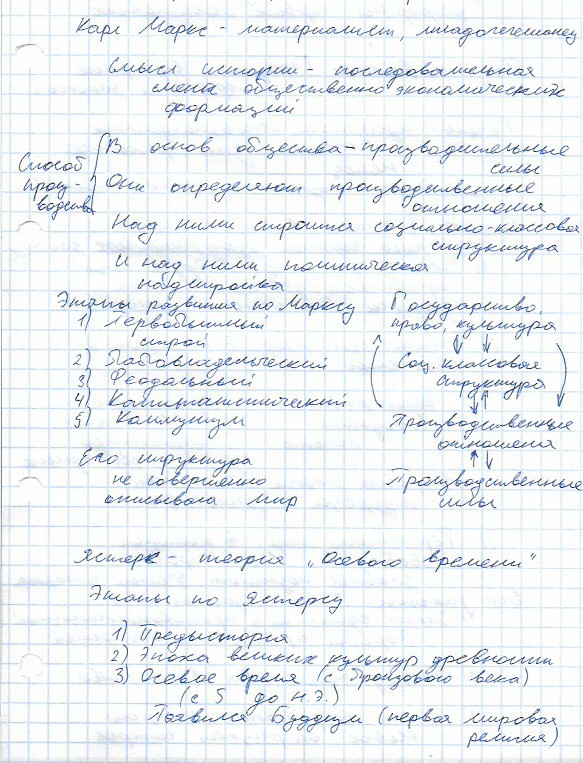 Карл Маркс - материалист, младогегельянец
Смысл истории - последовательная
смена общественно экономических
формаций
Способ
произ-
водства
В основ общества - производительные
силы
Они определяют производственные
отношения
Над ними строится социально-классовая
структура
И над ними политическая
надстройка
Этапы развития по Марксу
1) Первобытный
строй
2) Рабовладельческий
3) Феодальный
4) Капиталистический
5) Коммунизм
Государство,
право, культура
Соц. классовая
структура
Производственные
отношения
Производственные
силы
Его структура
не совершенно
описывала мир
Ясперс - теория "Осевого времени"
Этапы по Ясперсу
1) Предыстория
2) Эпоха великих культур древности
3) Осевое время (с бронзового века)
(с 5 до н.э.)
Появился Буддизм (первая мировая
религия)